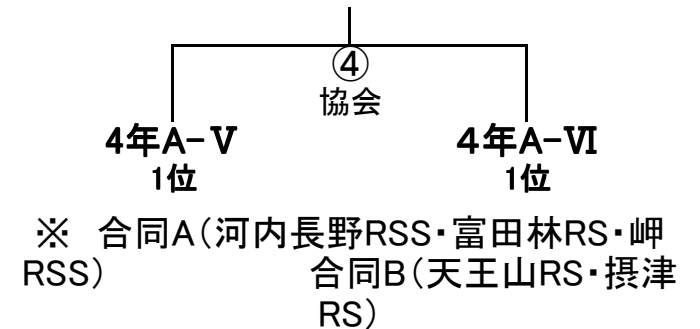 ④
協会
4年A-Ⅴ 4年A-Ⅵ
1位 1位
※ 合同A(河内長野RSS・富田林RS・岬
RSS) 合同B(天王山RS・摂津
RS)